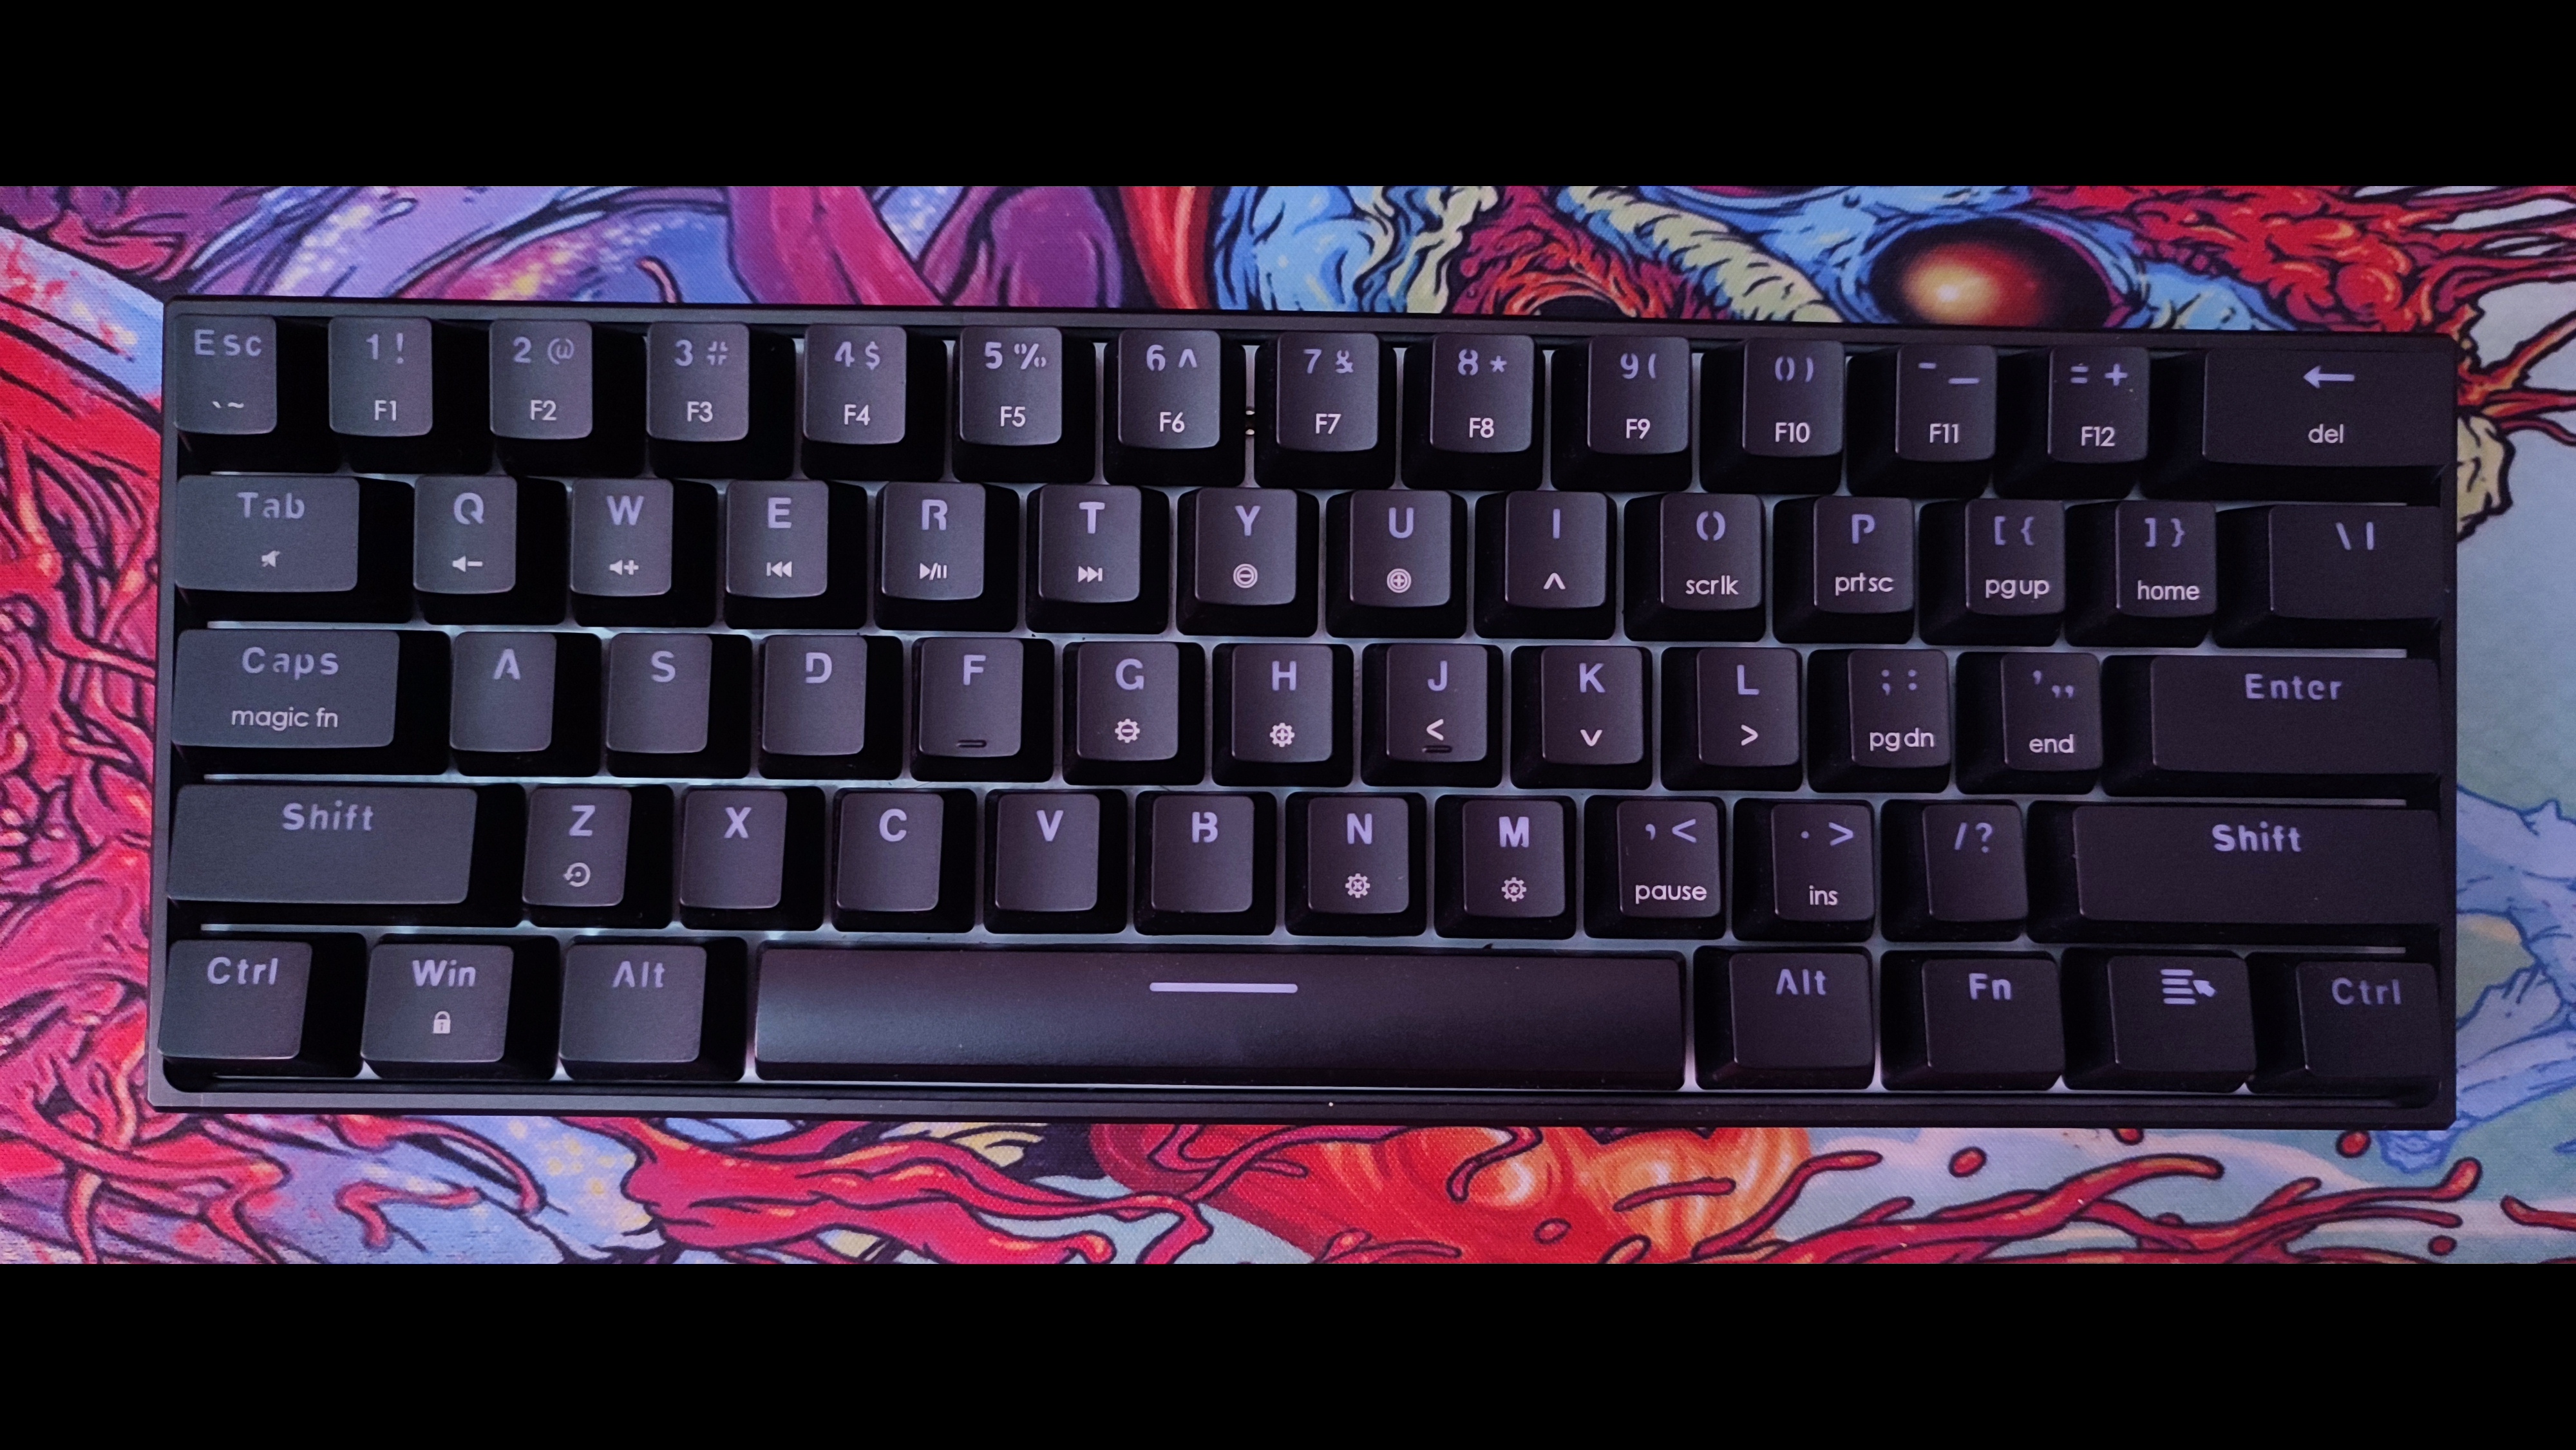 Esc 1 ! 2 @ 3 # 4 $ 5 % 6 ^ 7 & 8 * 9 ( 0 ) - _ = + ←
` ~ F1 F2 F3 F4 F5 F6 F7 F8 F9 F10 F11 F12 del
Tab Q W E R T Y U I O P [ { ] } \ |
scrlk prtsc pgup home
Caps A S D F G H J K L ; : ' " Enter
magic fn < > pgdn end
Shift Z X C V B N M , < . > / ? Shift
pause ins
Ctrl Win Alt Alt Fn Ctrl